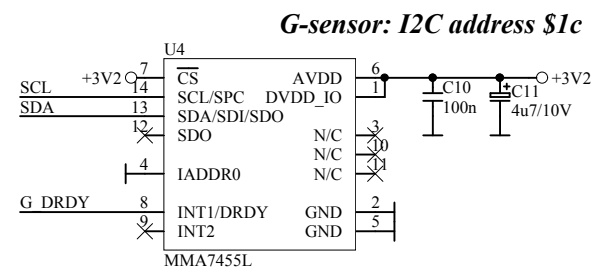 G-sensor: I2C address $1c
U4
+3V2 7 CS AVDD 6 +3V2
SCL 14 SCL/SPC DVDD_IO 1 C10 C11
SDA 13 SDA/SDI/SDO 100n 4u7/10V
12 SDO N/C 3
N/C 10
4 IADDR0 N/C 11
G_DRDY 8 INT1/DRDY GND 2
9 INT2 GND 5
MMA7455L